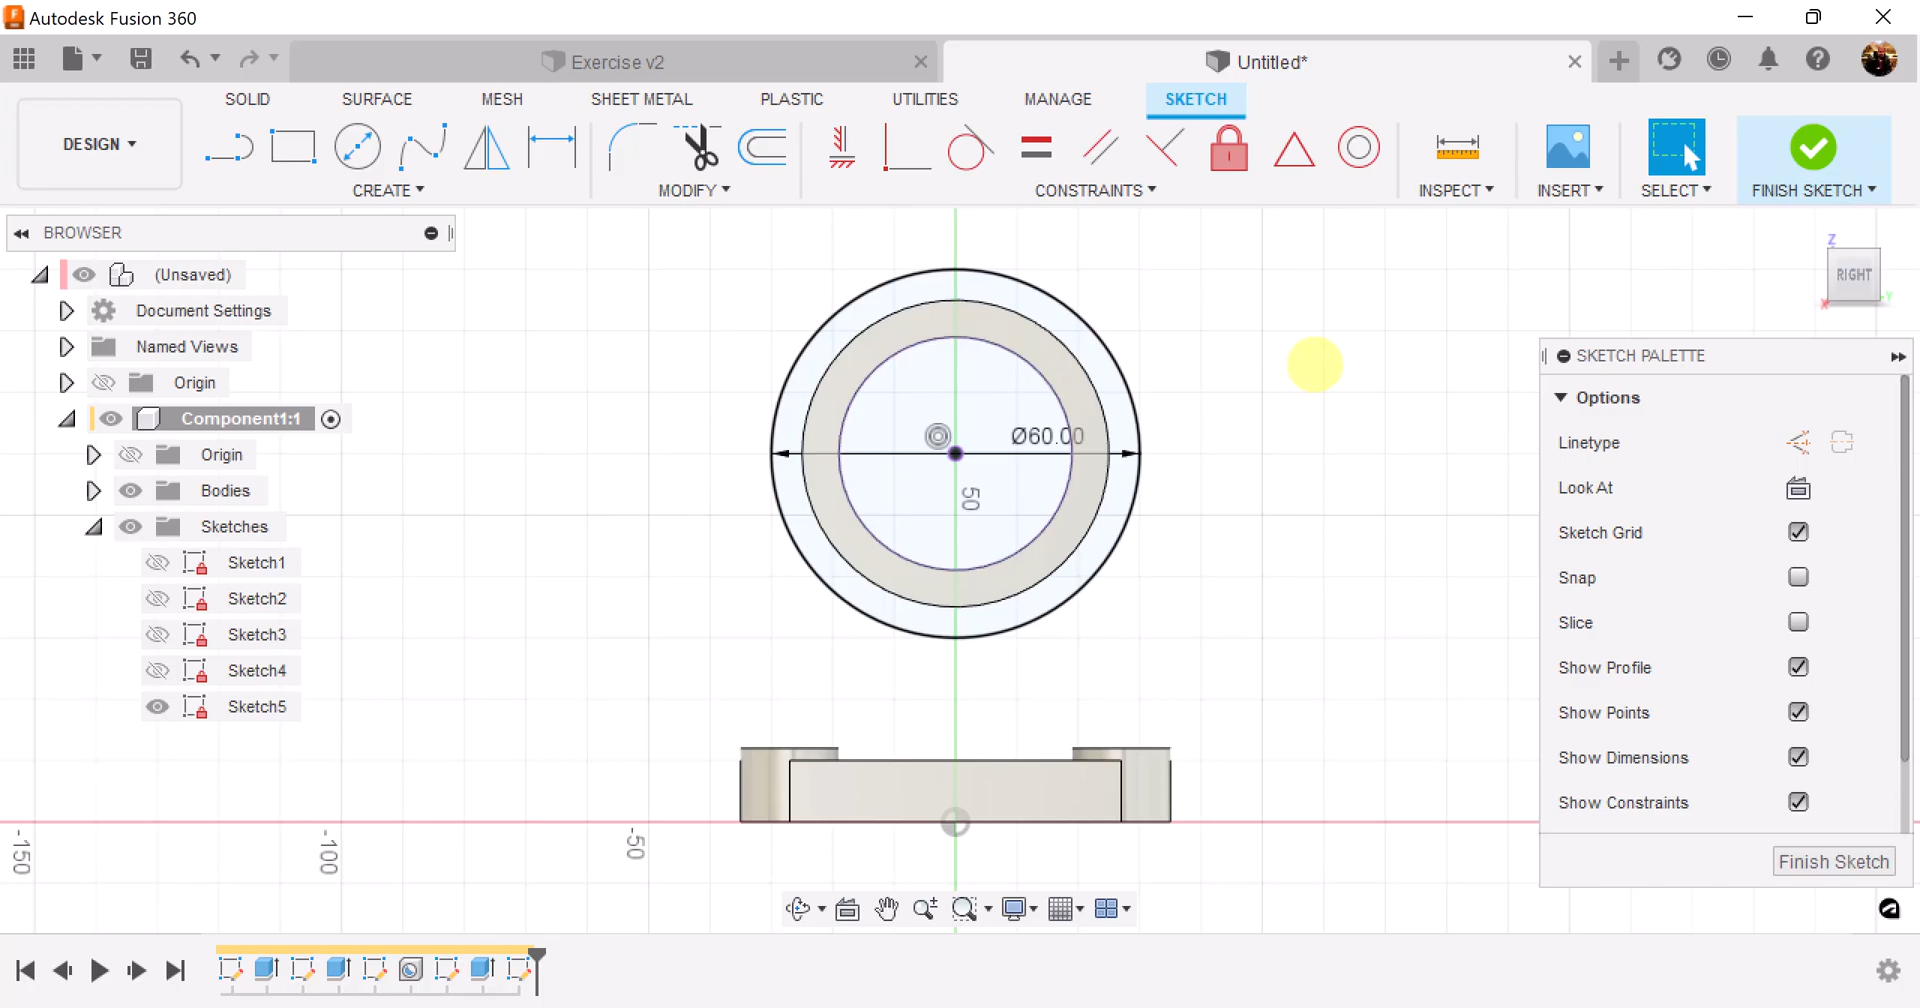 Autodesk Fusion 360
Exercise v2
Untitled*
DESIGN
SOLID
SURFACE
MESH
SHEET METAL
PLASTIC
UTILITIES
MANAGE
SKETCH
CREATE
MODIFY
CONSTRAINTS
INSPECT
INSERT
SELECT
FINISH SKETCH
BROWSER
(Unsaved)
Document Settings
Named Views
Origin
Component1:1
Origin
Bodies
Sketches
Sketch1
Sketch2
Sketch3
Sketch4
Sketch5
Ø60.00
50
-150
-100
-50
Z
RIGHT
X
Y
SKETCH PALETTE
Options
Linetype
Look At
Sketch Grid
Snap
Slice
Show Profile
Show Points
Show Dimensions
Show Constraints
Finish Sketch